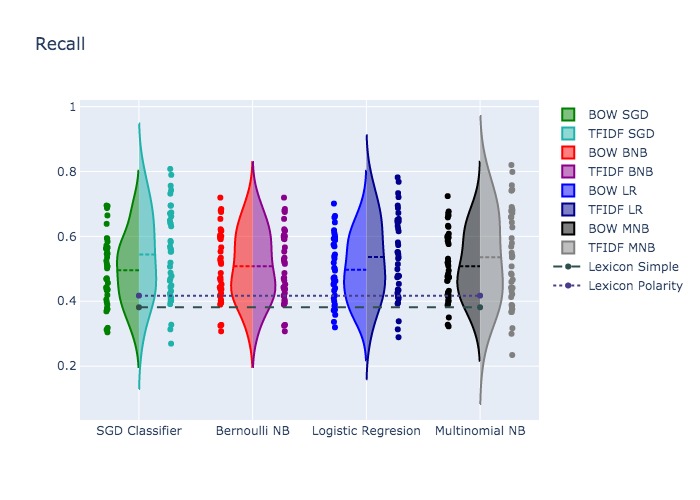 Recall
1
0.8
0.6
0.4
0.2
SGD Classifier
Bernoulli NB
Logistic Regresion
Multinomial NB
BOW SGD
TFIDF SGD
BOW BNB
TFIDF BNB
BOW LR
TFIDF LR
BOW MNB
TFIDF MNB
Lexicon Simple
Lexicon Polarity